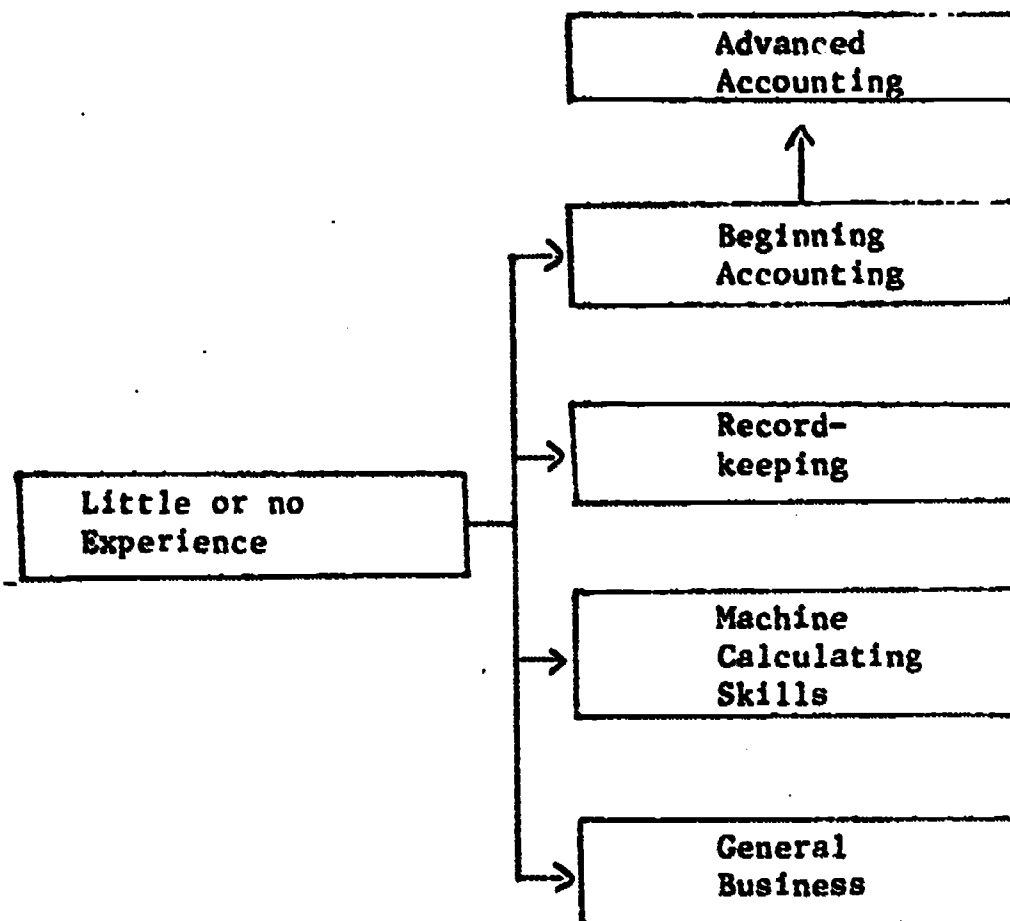 Advanced
Accounting
Beginning
Accounting
Record-
keeping
Little or no
Experience
Machine
Calculating
Skills
General
Business